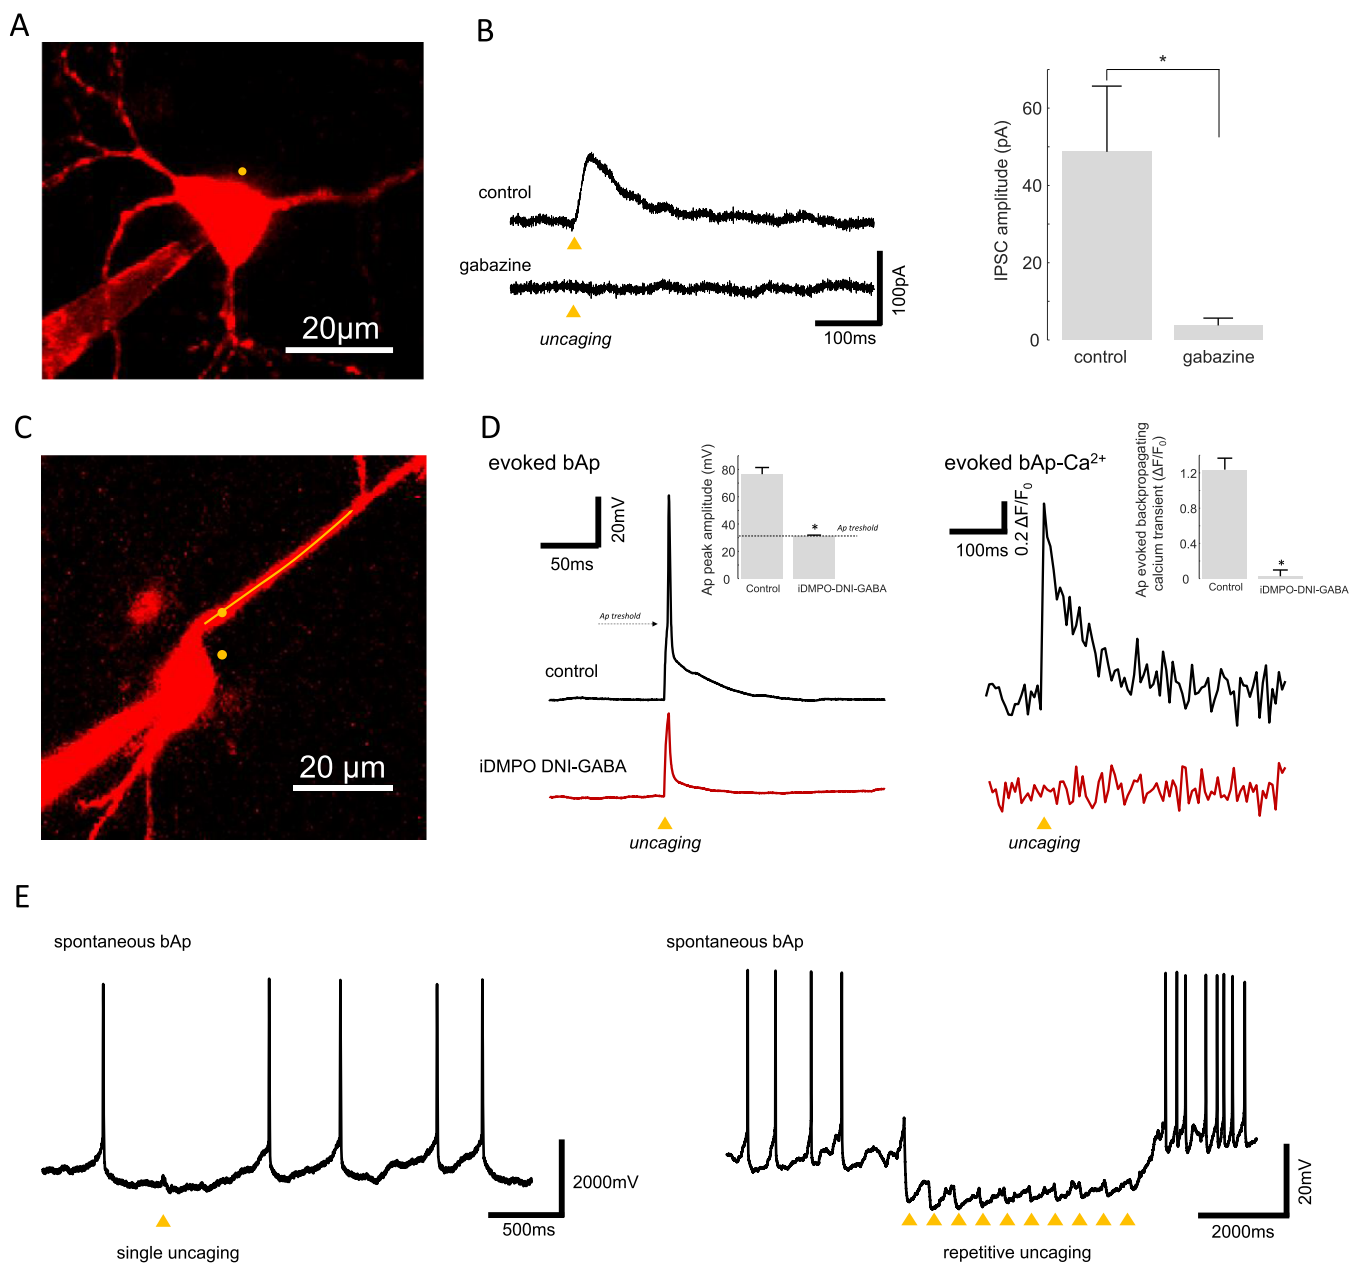 A
20µm
B
control
gabazine
uncaging
100pA
100ms
*
IPSC amplitude (pA)
60
40
20
0
control
gabazine
C
20 µm
D
evoked bAp
20mV
50ms
Ap peak amplitude (mV)
80
60
40
20
0
*
Ap treshold
Control
iDMPO-DNI-GABA
Ap treshold
control
iDMPO DNI-GABA
uncaging
evoked bAp-Ca²⁺
0.2 ΔF/F₀
100ms
Ap evoked backpropagating
calcium transient (ΔF/F₀)
1.2
0.8
0.4
0
*
Control
iDMPO-DNI-GABA
uncaging
E
spontaneous bAp
2000mV
500ms
single uncaging
spontaneous bAp
20mV
2000ms
repetitive uncaging